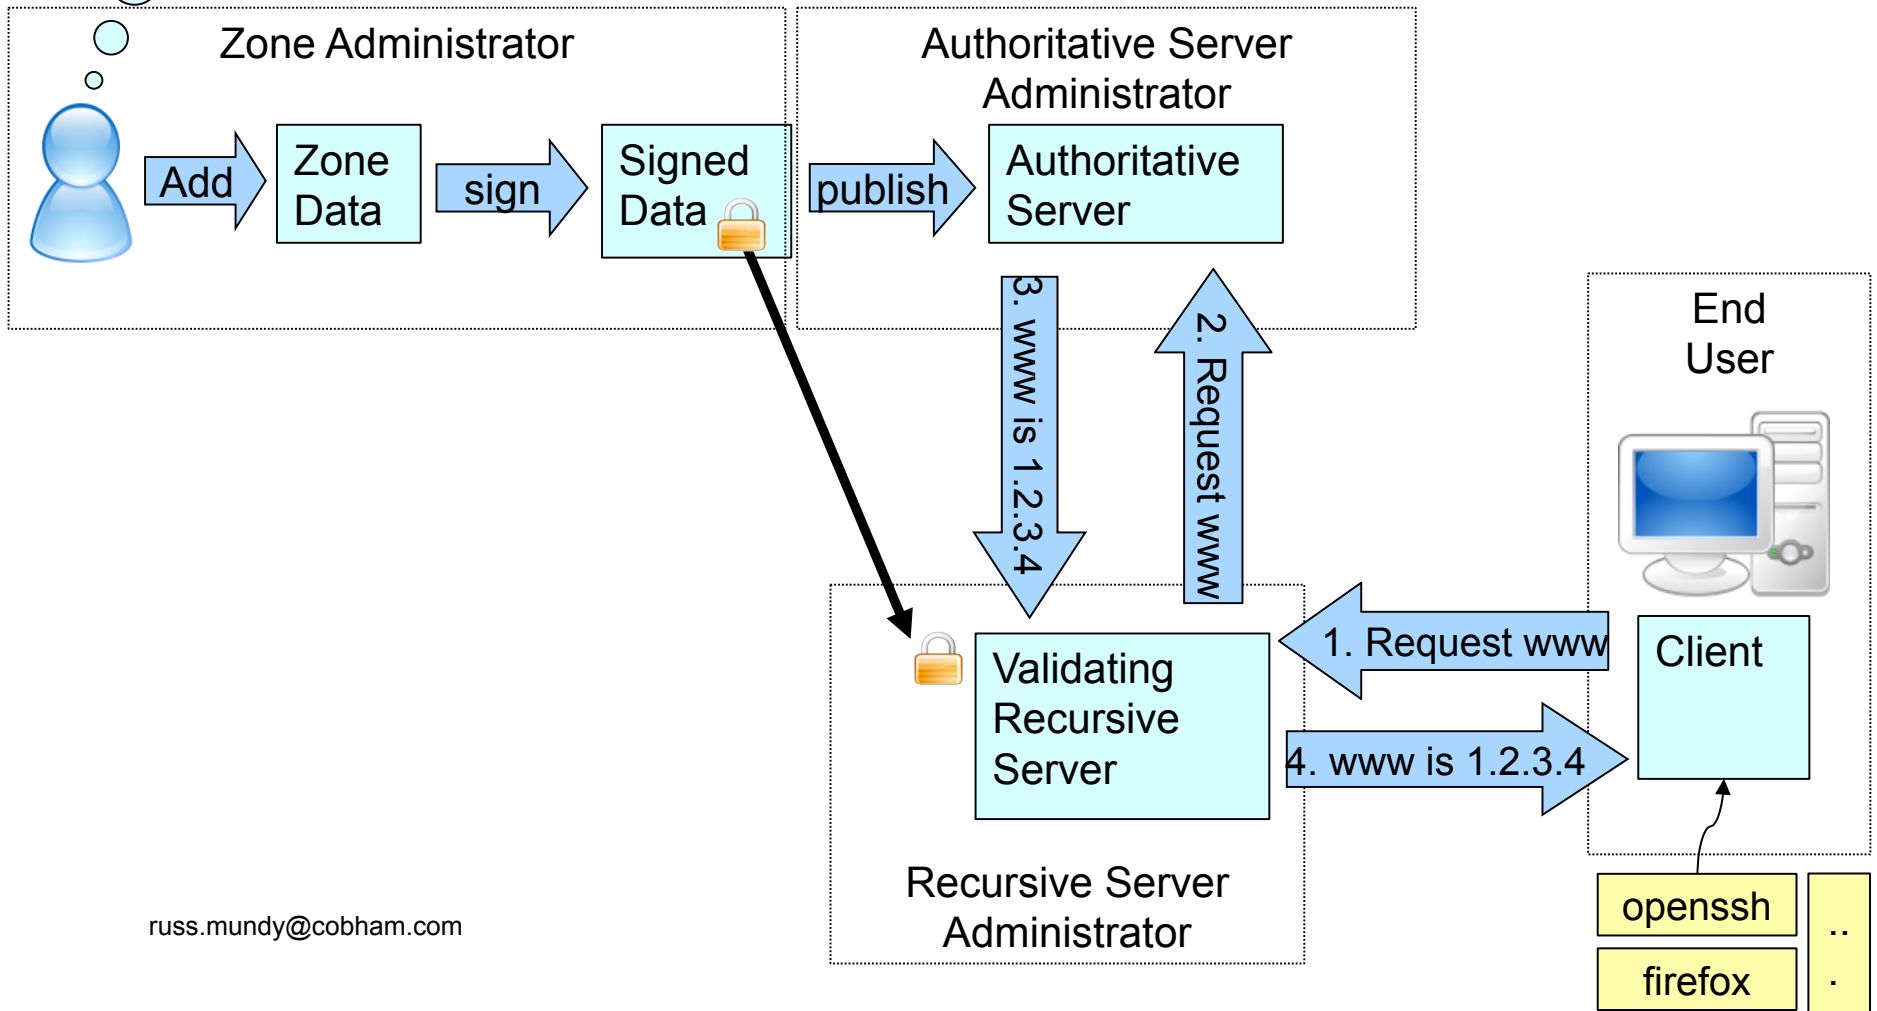 Zone Administrator
Authoritative Server
Administrator
Add
Zone
Data
sign
Signed
Data
publish
Authoritative
Server
3. www is 1.2.3.4
2. Request www
End
User
1. Request www
Client
Validating
Recursive
Server
4. www is 1.2.3.4
Recursive Server
Administrator
openssh
firefox
..
.
russ.mundy@cobham.com